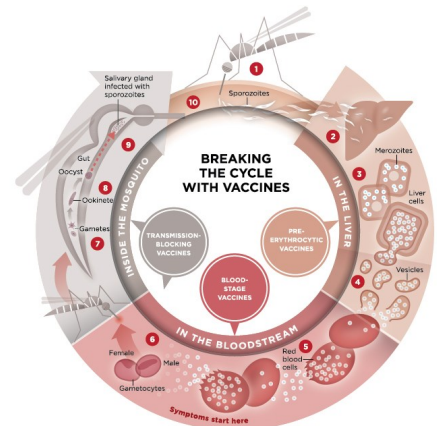 1
Sporozoites
10
2
Salivary gland
infected with
sporozoites
9
Gut
Oocyst
8
Ookinete
Gametes
7
INSIDE THE MOSQUITO
BREAKING
THE CYCLE
WITH VACCINES
TRANSMISSION-
BLOCKING
VACCINES
PRE-
ERYTHROCYTIC
VACCINES
BLOOD-
STAGE
VACCINES
IN THE LIVER
3
Merozoites
Liver
cells
Vesicles
4
IN THE BLOODSTREAM
5
Red
blood
cells
6
Female
Male
Gametocytes
Symptoms start here